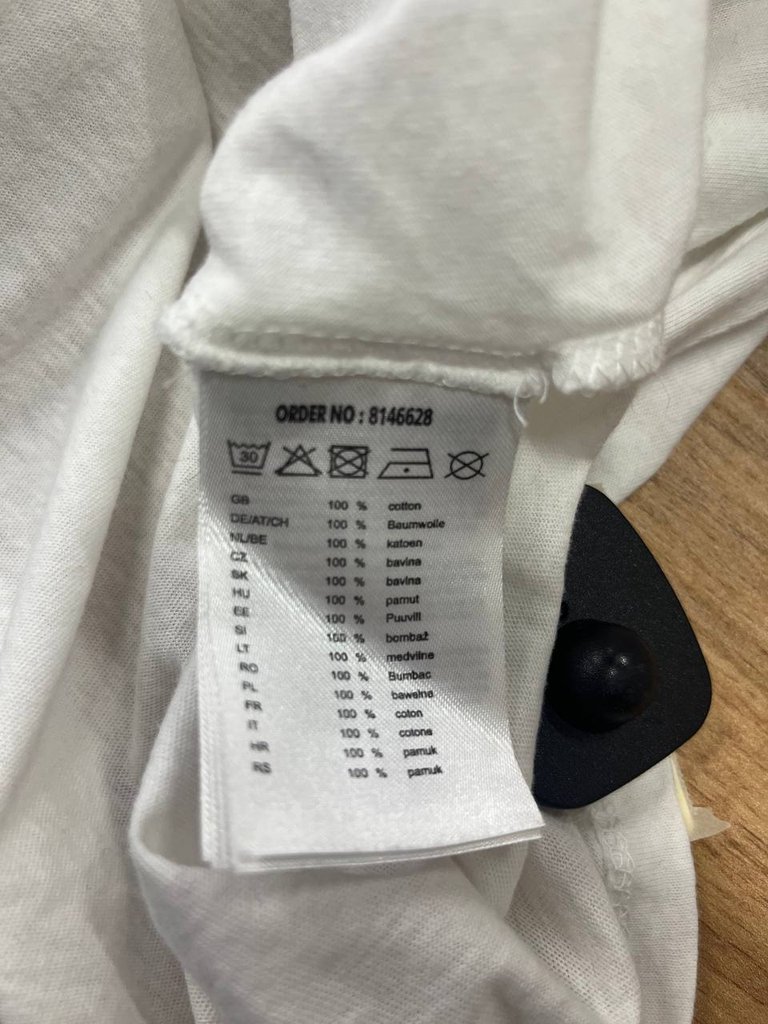 ORDER NO : 8146628
30
GB 100 % cotton
DE/AT/CH 100 % Baumwolle
NL/BE 100 % katoen
CZ 100 % bavlna
SK 100 % bavlna
HU 100 % pamut
EE 100 % Puuvill
SI 100 % bombaž
LT 100 % medvilne
RO 100 % Bumbac
PL 100 % bawelna
FR 100 % coton
IT 100 % cotone
HR 100 % pamuk
RS 100 % pamuk